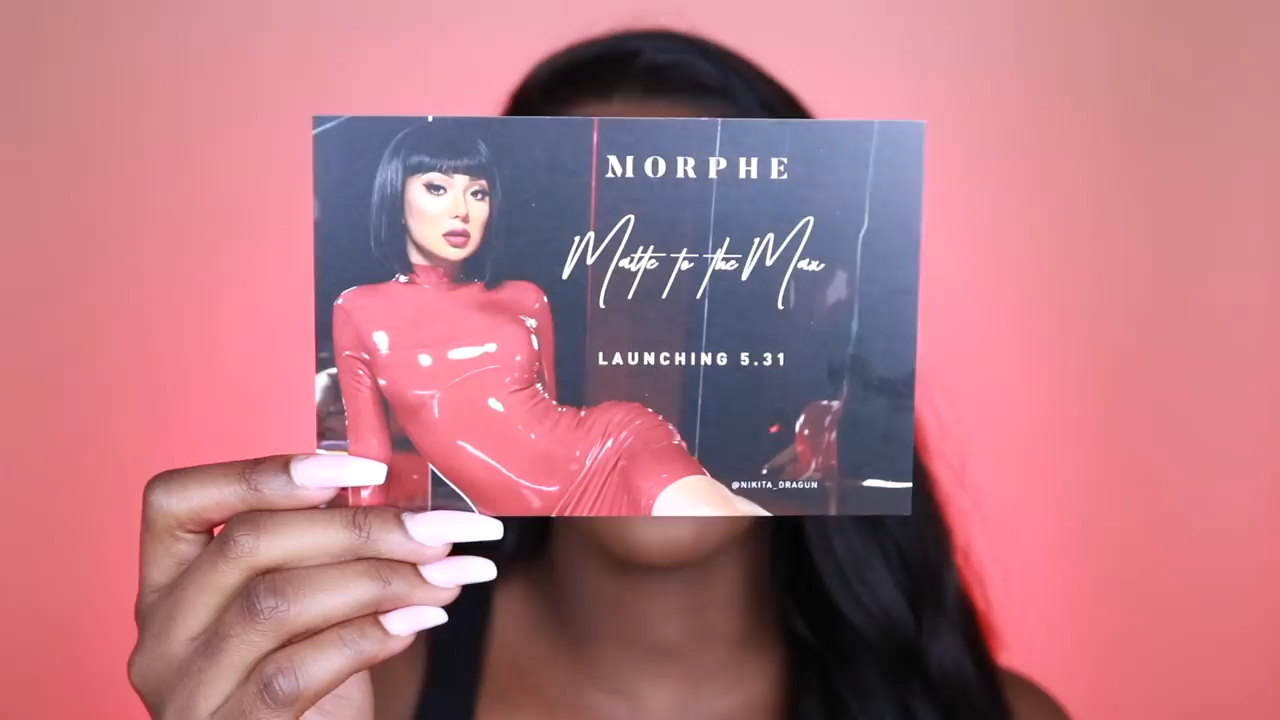 MORPHE
Matte to the Max
LAUNCHING 5.31
@NIKITA_DRAGUN